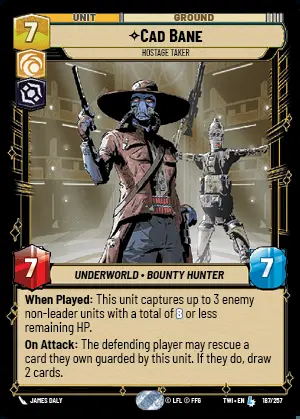 7
UNIT
GROUND
✧CAD BANE
HOSTAGE TAKER
7
7
UNDERWORLD • BOUNTY HUNTER
When Played: This unit captures up to 3 enemy
non-leader units with a total of 8 or less
remaining HP.
On Attack: The defending player may rescue a
card they own guarded by this unit. If they do, draw
2 cards.
JAMES DALY
© LFL © FFG
TWI • EN
L
187/257